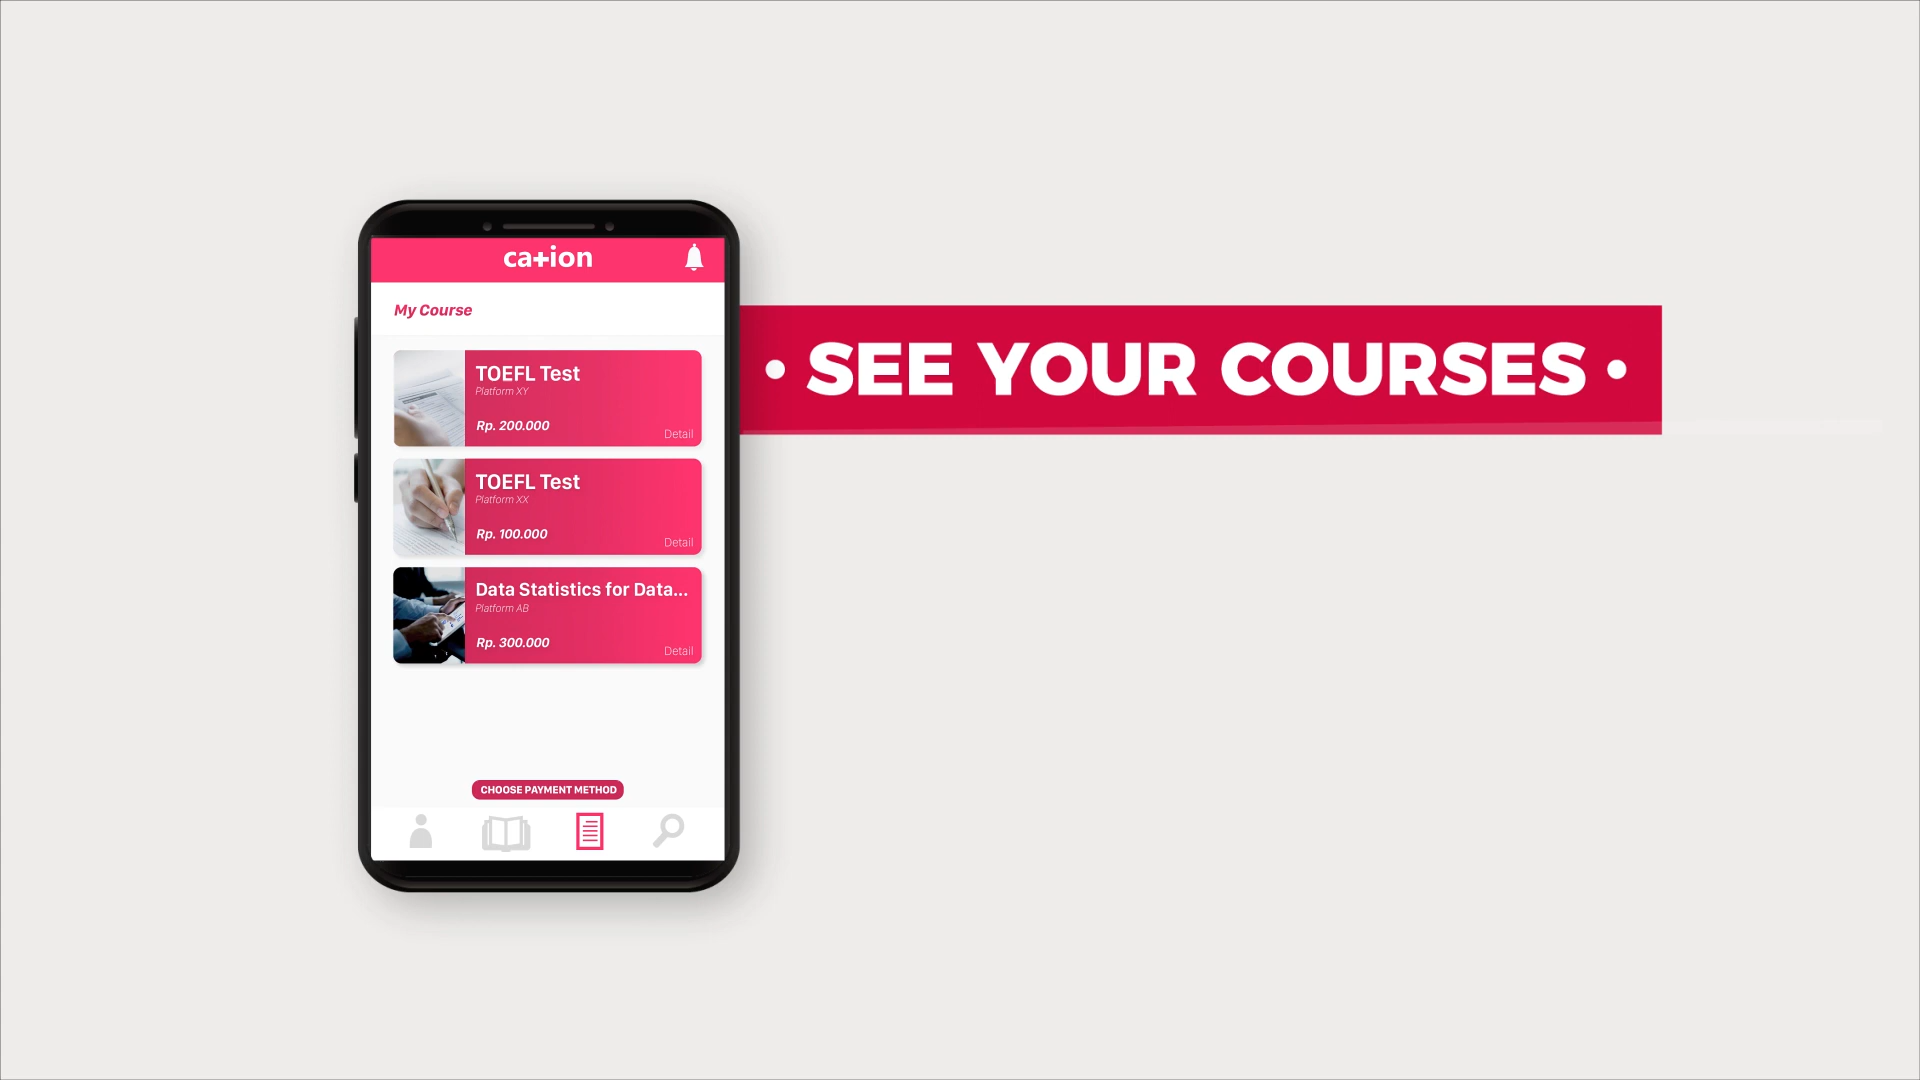 ca+ion
My Course
TOEFL Test
Platform XY
Rp. 200.000
Detail
TOEFL Test
Platform XX
Rp. 100.000
Detail
Data Statistics for Data...
Platform AB
Rp. 300.000
Detail
CHOOSE PAYMENT METHOD
• SEE YOUR COURSES •